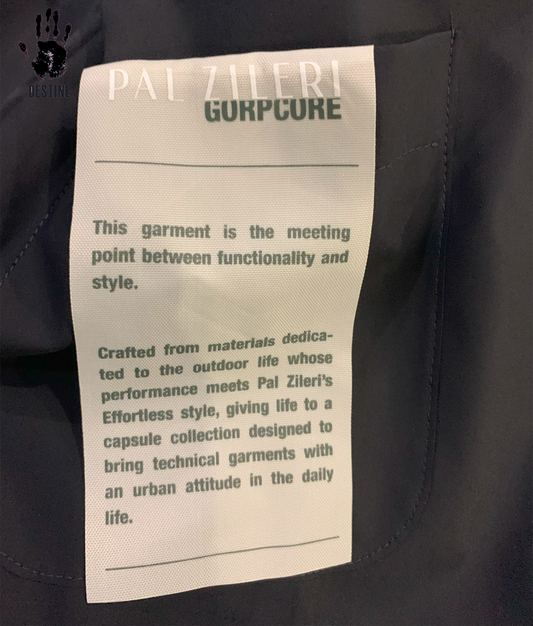 DESTINE
PAL ZILERI
GORPCORE
This garment is the meeting
point between functionality and
style.
Crafted from materials dedica-
ted to the outdoor life whose
performance meets Pal Zileri's
Effortless style, giving life to a
capsule collection designed to
bring technical garments with
an urban attitude in the daily
life.